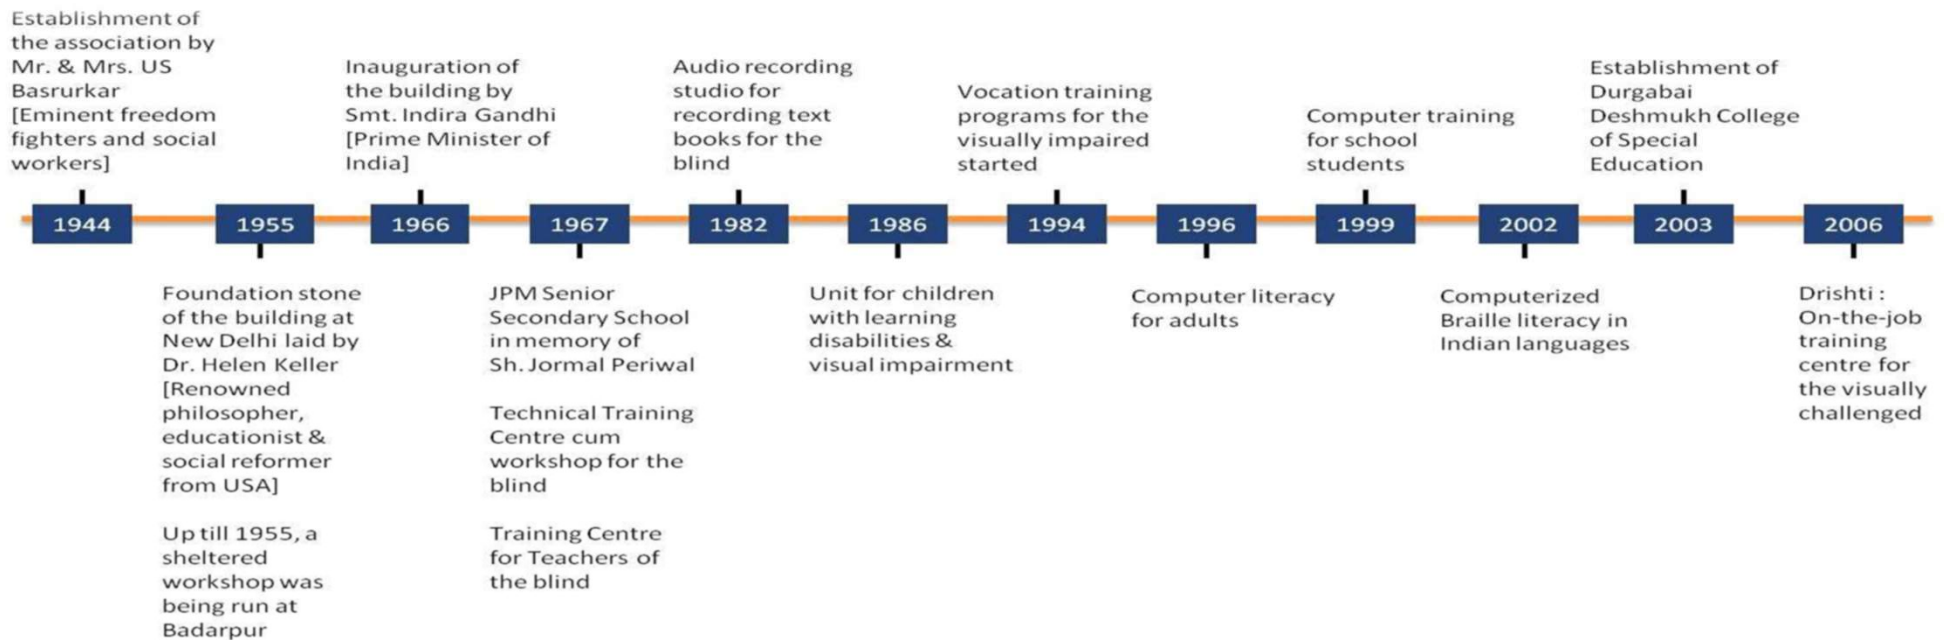 Establishment of
the association by
Mr. & Mrs. US
Basrurkar
[Eminent freedom
fighters and social
workers]
Inauguration of
the building by
Smt. Indira Gandhi
[Prime Minister of
India]
Audio recording
studio for
recording text
books for the
blind
Vocation training
programs for the
visually impaired
started
Computer training
for school
students
Establishment of
Durgabai
Deshmukh College
of Special
Education
1944 1955 1966 1967 1982 1986 1994 1996 1999 2002 2003 2006
Foundation stone
of the building at
New Delhi laid by
Dr. Helen Keller
[Renowned
philosopher,
educationist &
social reformer
from USA]
Up till 1955, a
sheltered
workshop was
being run at
Badarpur
JPM Senior
Secondary School
in memory of
Sh. Jormal Periwal
Technical Training
Centre cum
workshop for the
blind
Training Centre
for Teachers of
the blind
Unit for children
with learning
disabilities &
visual impairment
Computer literacy
for adults
Computerized
Braille literacy in
Indian languages
Drishti :
On-the-job
training
centre for
the visually
challenged